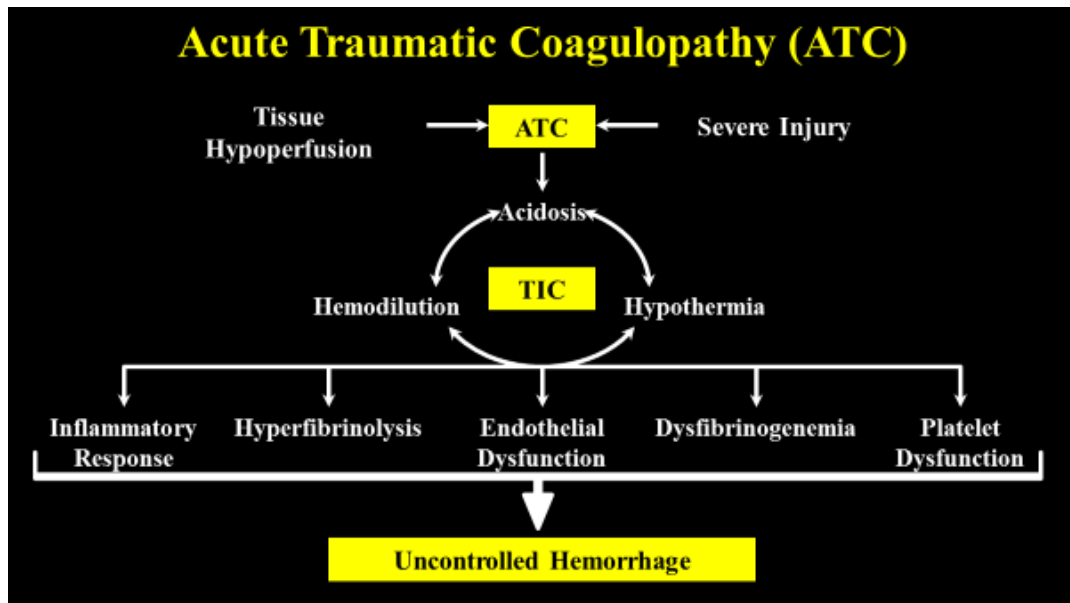 Acute Traumatic Coagulopathy (ATC)
Tissue
Hypoperfusion
ATC
Severe Injury
Acidosis
Hemodilution
TIC
Hypothermia
Inflammatory
Response
Hyperfibrinolysis
Endothelial
Dysfunction
Dysfibrinogenemia
Platelet
Dysfunction
Uncontrolled Hemorrhage